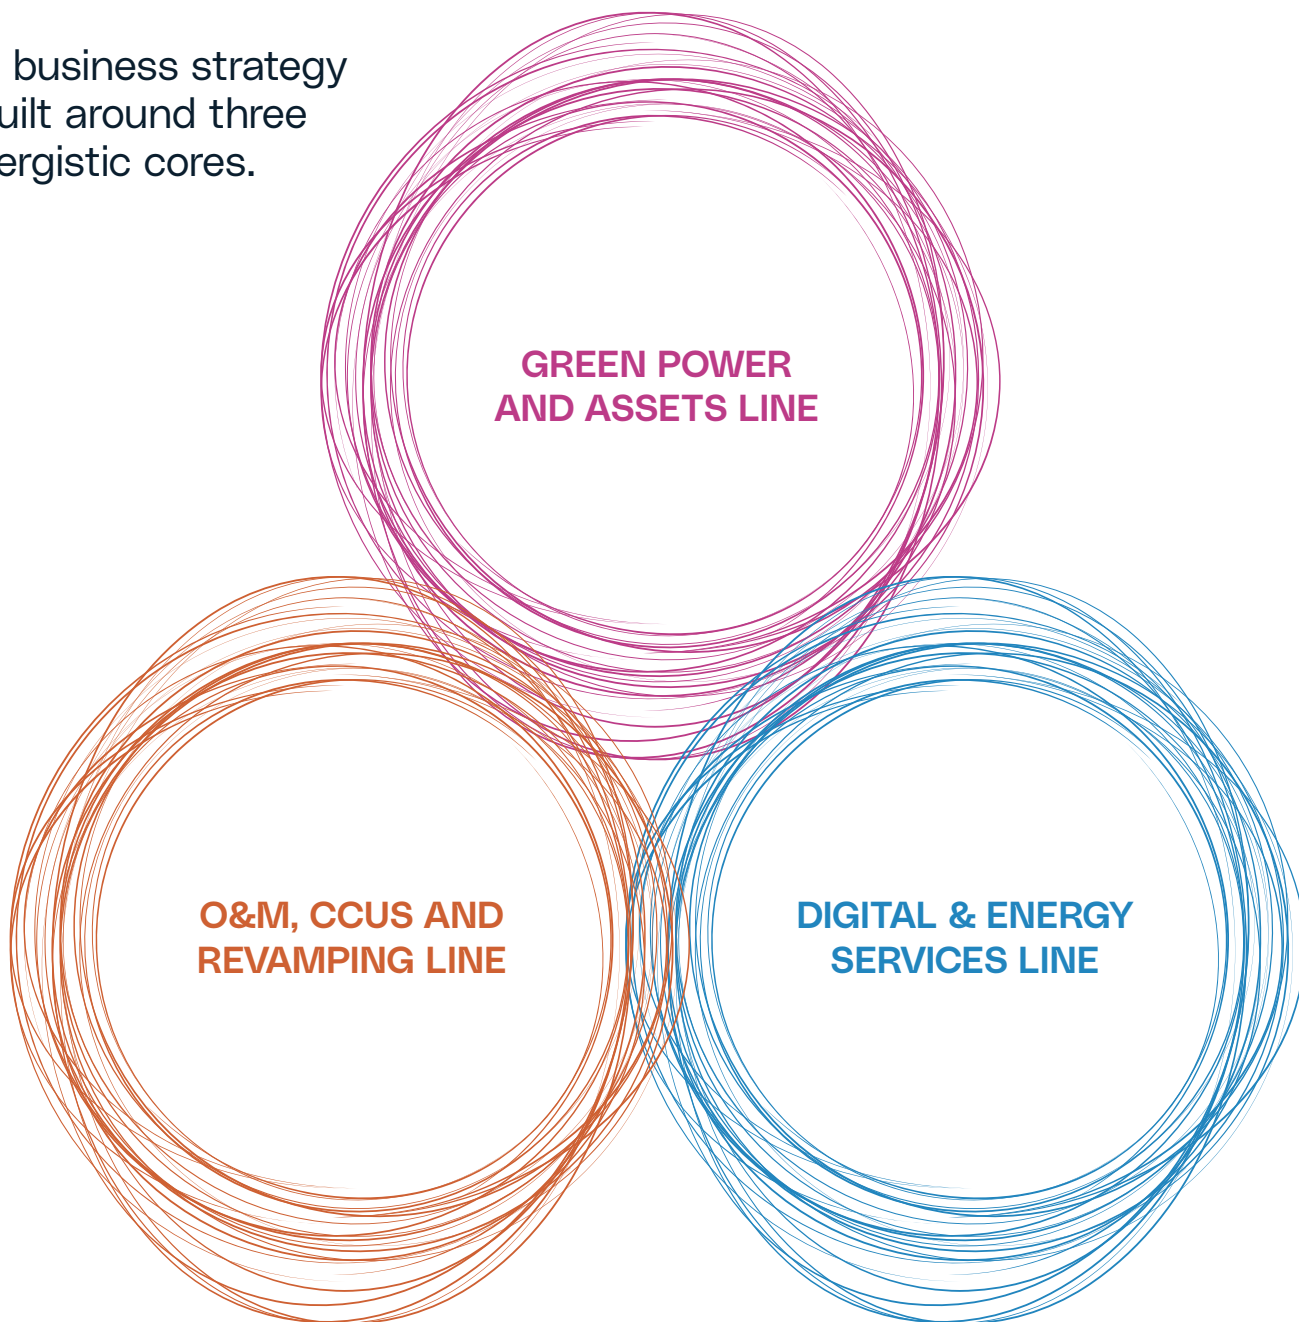 business strategy
uilt around three
ergistic cores.
GREEN POWER
AND ASSETS LINE
O&M, CCUS AND
REVAMPING LINE
DIGITAL & ENERGY
SERVICES LINE